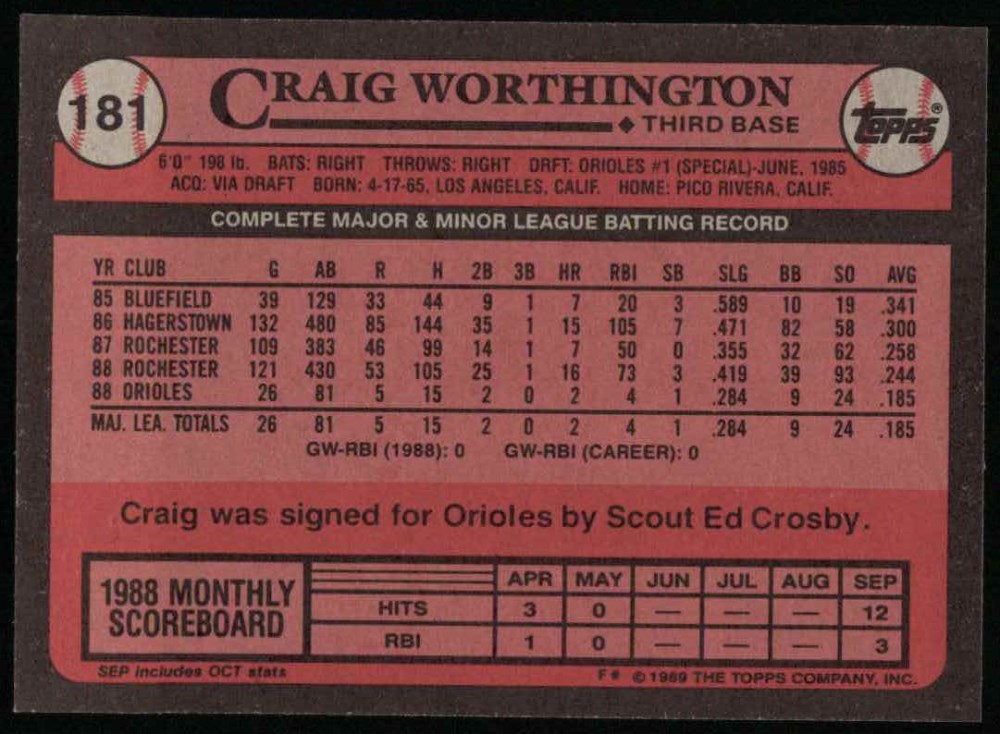 181
CRAIG WORTHINGTON
◆ THIRD BASE
topps®
6'0" 198 lb. BATS: RIGHT THROWS: RIGHT DRFT: ORIOLES #1 (SPECIAL)-JUNE, 1985
ACQ: VIA DRAFT BORN: 4-17-65, LOS ANGELES, CALIF. HOME: PICO RIVERA, CALIF.
COMPLETE MAJOR & MINOR LEAGUE BATTING RECORD
YR CLUB G AB R H 2B 3B HR RBI SB SLG BB SO AVG
85 BLUEFIELD 39 129 33 44 9 1 7 20 3 .589 10 19 .341
86 HAGERSTOWN 132 480 85 144 35 1 15 105 7 .471 82 58 .300
87 ROCHESTER 109 383 46 99 14 1 7 50 0 .355 32 62 .258
88 ROCHESTER 121 430 53 105 25 1 16 73 3 .419 39 93 .244
88 ORIOLES 26 81 5 15 2 0 2 4 1 .284 9 24 .185
MAJ. LEA. TOTALS 26 81 5 15 2 0 2 4 1 .284 9 24 .185
GW-RBI (1988): 0 GW-RBI (CAREER): 0
Craig was signed for Orioles by Scout Ed Crosby.
1988 MONTHLY
SCOREBOARD
APR MAY JUN JUL AUG SEP
HITS 3 0 — — — 12
RBI 1 0 — — — 3
SEP includes OCT stats
F* © 1989 THE TOPPS COMPANY, INC.